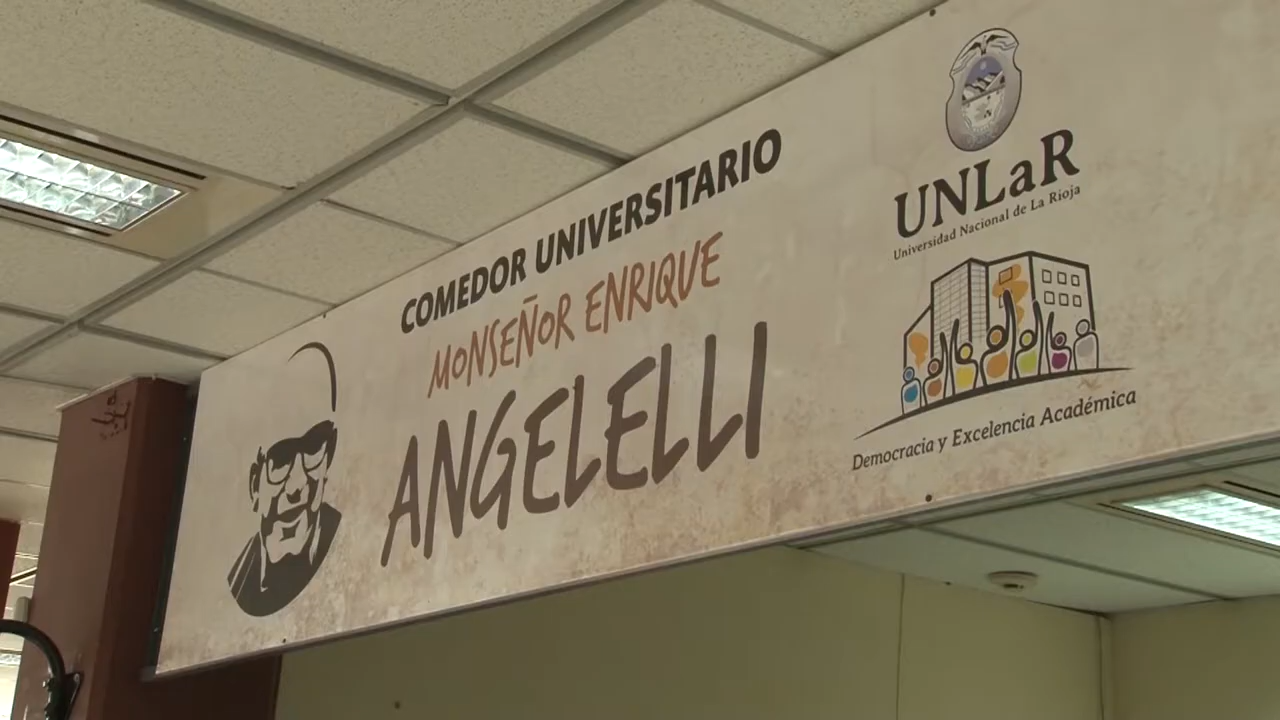 COMEDOR UNIVERSITARIO
MONSEÑOR ENRIQUE
ANGELELLI
UNLaR
Universidad Nacional de La Rioja
Democracia y Excelencia Académica